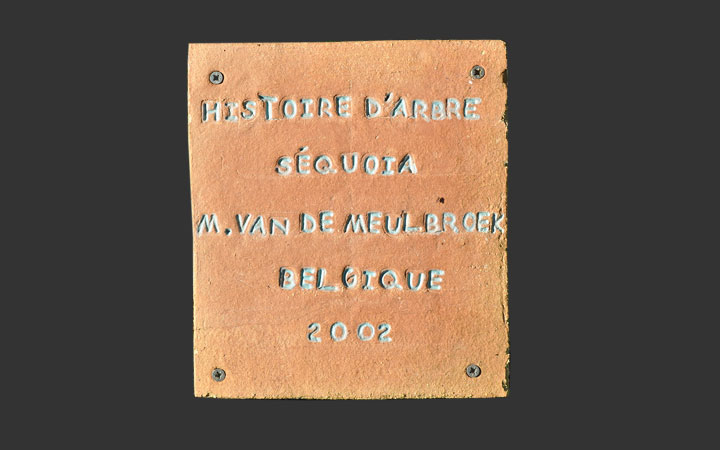 HISTOIRE D'ARBRE
SÉQUOIA
M. VAN DE MEULBROEK
BELGIQUE
2002